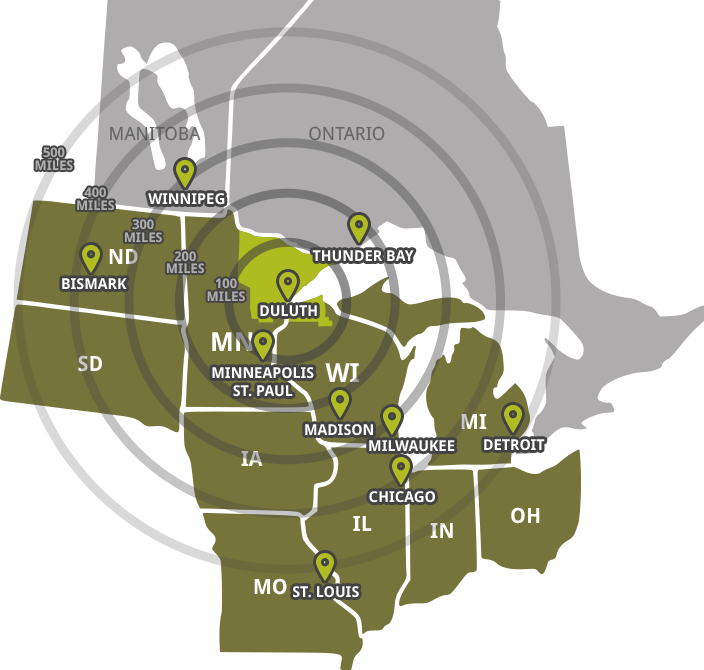 MANITOBA
ONTARIO
500
MILES
400
MILES
WINNIPEG
300
MILES
ND
200
MILES
THUNDER BAY
BISMARK
100
MILES
DULUTH
MN
SD
MINNEAPOLIS
ST. PAUL
WI
MADISON
MI
MILWAUKEE
DETROIT
IA
CHICAGO
IL
IN
OH
MO
ST. LOUIS